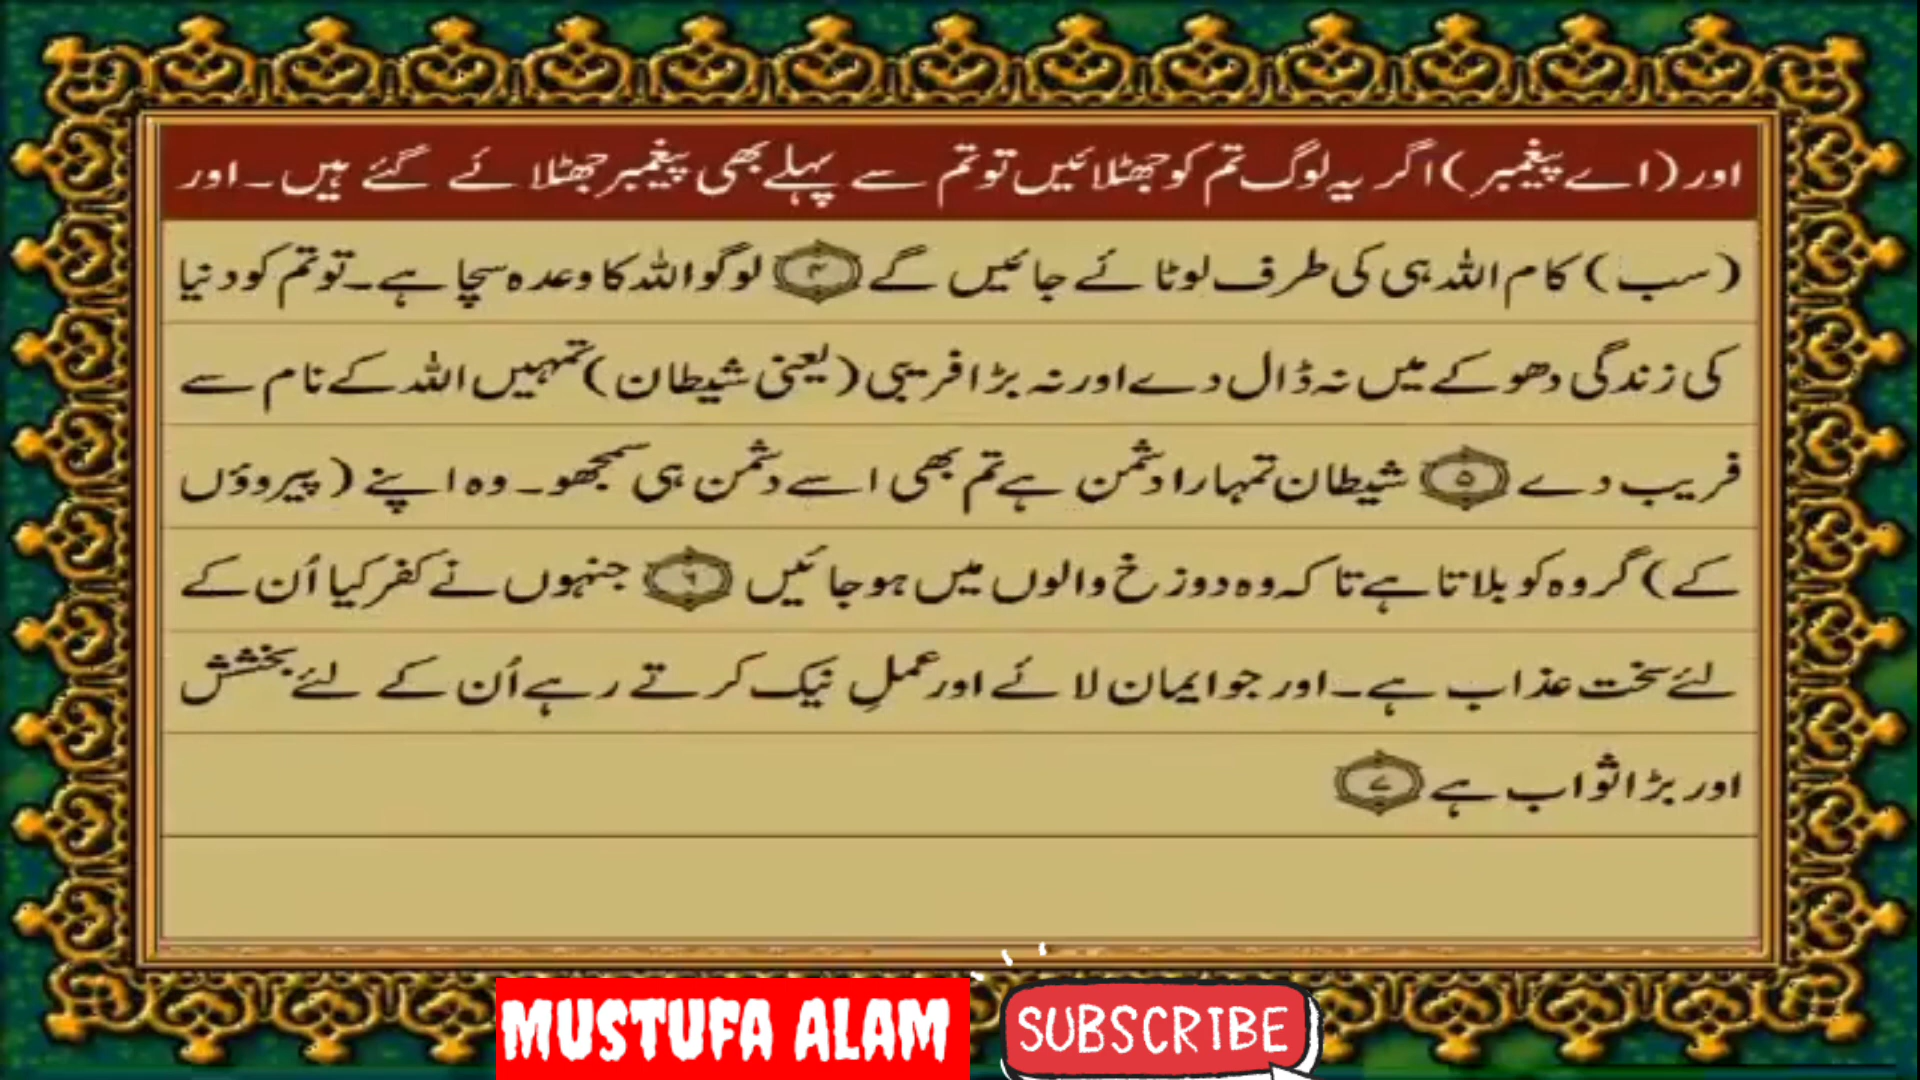 اور (اے پیغمبر) اگر یہ لوگ تم کو جھٹلائیں تو تم سے پہلے بھی پیغمبر جھٹلائے گئے ہیں۔ اور
(سب) کام اللہ ہی کی طرف لوٹائے جائیں گے ۴ لوگو اللہ کا وعدہ سچا ہے۔ تو تم کو دنیا
کی زندگی دھوکے میں نہ ڈال دے اور نہ بڑا فریبی (یعنی شیطان) تمہیں اللہ کے نام سے
فریب دے ۵ شیطان تمہارا دشمن ہے تم بھی اسے دشمن ہی سمجھو۔ وہ اپنے (پیروؤں
کے) گروہ کو بلاتا ہے تاکہ وہ دوزخ والوں میں ہو جائیں ۶ جنہوں نے کفر کیا اُن کے
لئے سخت عذاب ہے۔ اور جو ایمان لائے اور عملِ نیک کرتے رہے اُن کے لئے بخشش
اور بڑا ثواب ہے ۷
MUSTUFA ALAM
SUBSCRIBE